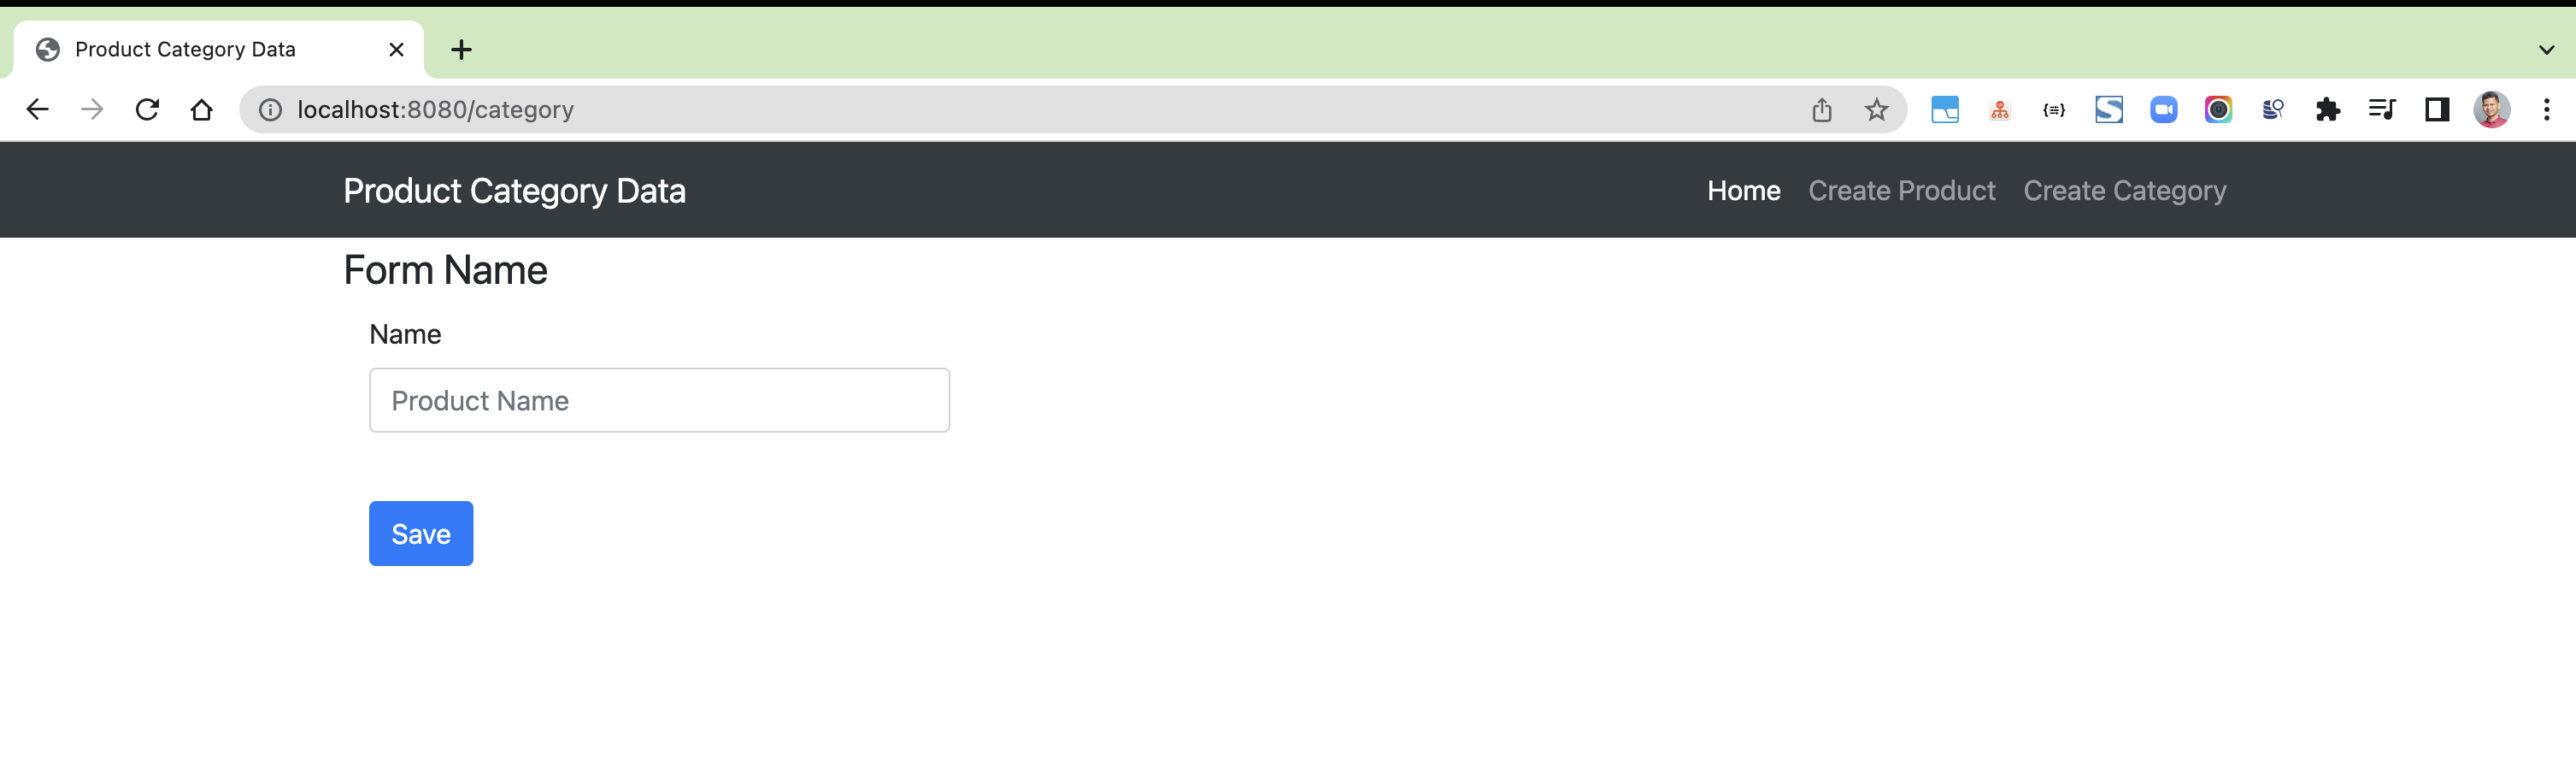 Product Category Data
localhost:8080/category
Product Category Data Home Create Product Create Category
Form Name
Name
Product Name
Save